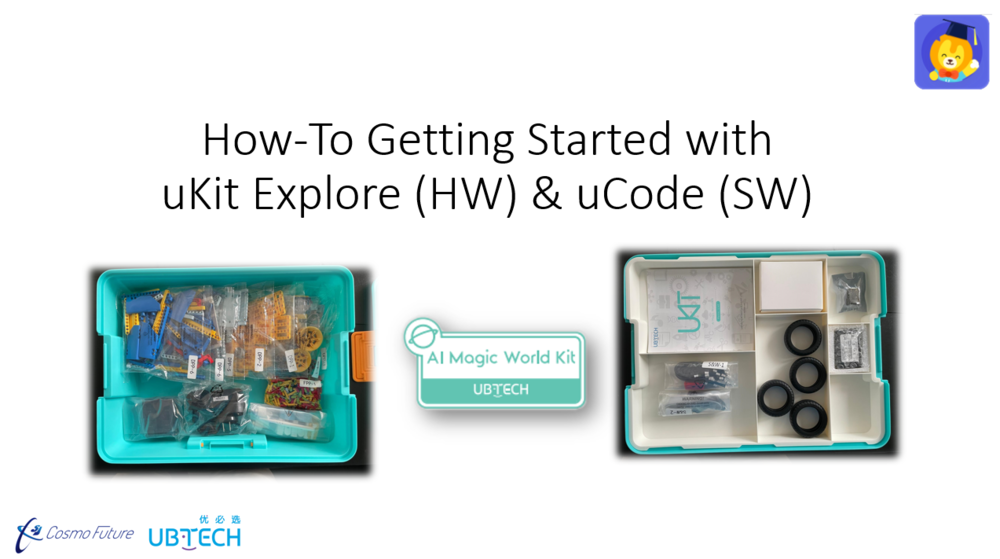 How-To Getting Started with
uKit Explore (HW) & uCode (SW)
AI Magic World Kit
UBTECH
UKIT
UBTECH
Cosmo Future
优必选
UBTECH